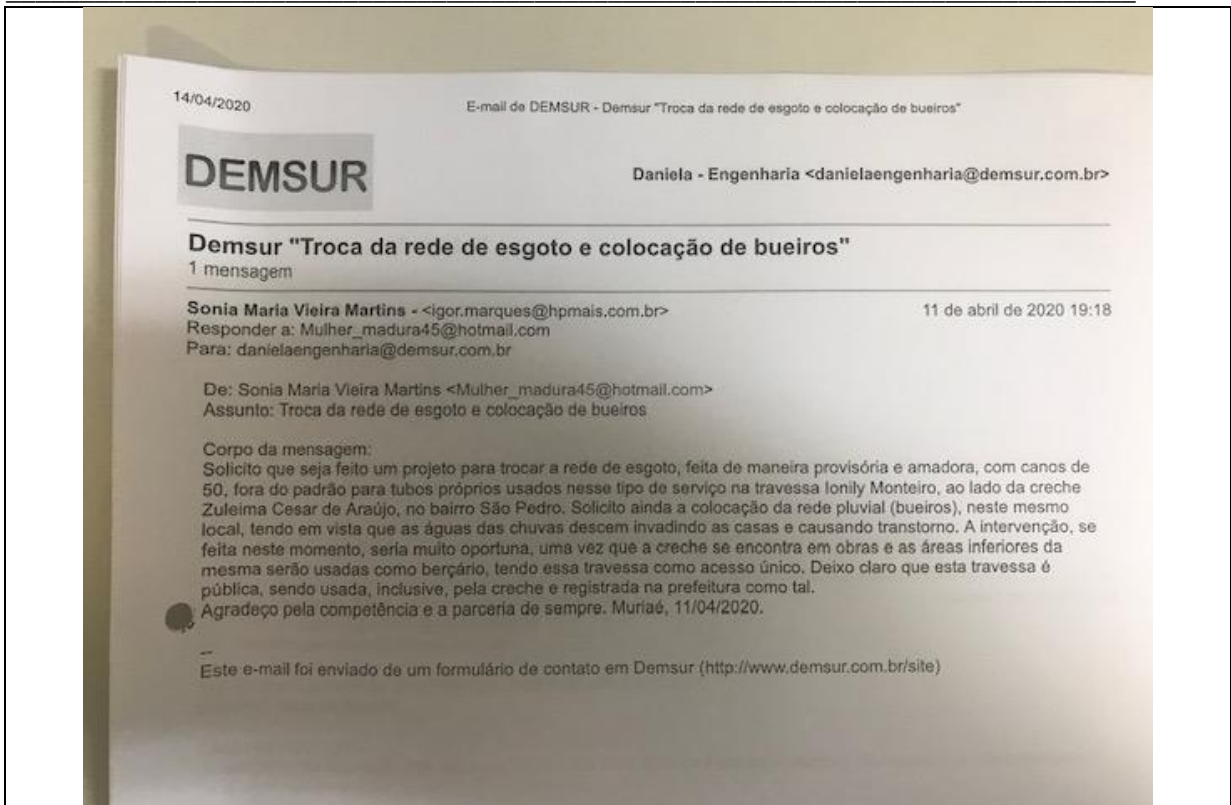 14/04/2020
E-mail de DEMSUR - Demsur "Troca da rede de esgoto e colocação de bueiros"
DEMSUR
Daniela - Engenharia <danielaengenharia@demsur.com.br>
Demsur "Troca da rede de esgoto e colocação de bueiros"
1 mensagem
Sonia Maria Vieira Martins - <igor.marques@hpmais.com.br>
11 de abril de 2020 19:18
Responder a: Mulher_madura45@hotmail.com
Para: danielaengenharia@demsur.com.br
De: Sonia Maria Vieira Martins <Mulher_madura45@hotmail.com>
Assunto: Troca da rede de esgoto e colocação de bueiros
Corpo da mensagem:
Solicito que seja feito um projeto para trocar a rede de esgoto, feita de maneira provisória e amadora, com canos de
50, fora do padrão para tubos próprios usados nesse tipo de serviço na travessa Ionily Monteiro, ao lado da creche
Zuleima Cesar de Araújo, no bairro São Pedro. Solicito ainda a colocação da rede pluvial (bueiros), neste mesmo
local, tendo em vista que as águas das chuvas descem invadindo as casas e causando transtorno. A intervenção, se
feita neste momento, seria muito oportuna, uma vez que a creche se encontra em obras e as áreas inferiores da
mesma serão usadas como berçário, tendo essa travessa como acesso único. Deixo claro que esta travessa é
pública, sendo usada, inclusive, pela creche e registrada na prefeitura como tal.
Agradeço pela competência e a parceria de sempre. Muriaé, 11/04/2020.
--
Este e-mail foi enviado de um formulário de contato em Demsur (http://www.demsur.com.br/site)